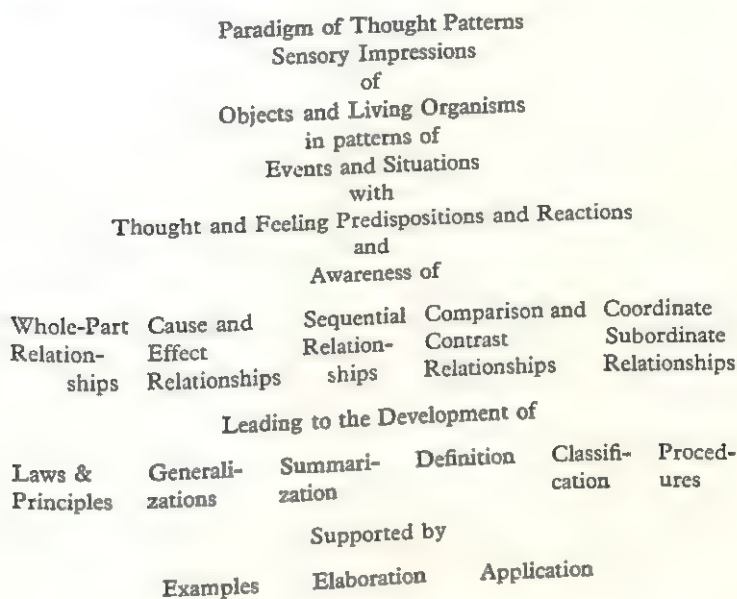 Paradigm of Thought Patterns
Sensory Impressions
of
Objects and Living Organisms
in patterns of
Events and Situations
with
Thought and Feeling Predispositions and Reactions
and
Awareness of
Whole-Part Cause and Sequential Comparison and Coordinate
Relation- Effect Relation- Contrast Subordinate
ships Relationships ships Relationships Relationships
Leading to the Development of
Laws & Generali- Summari- Definition Classifi- Proced-
Principles zations zation cation ures
Supported by
Examples Elaboration Application